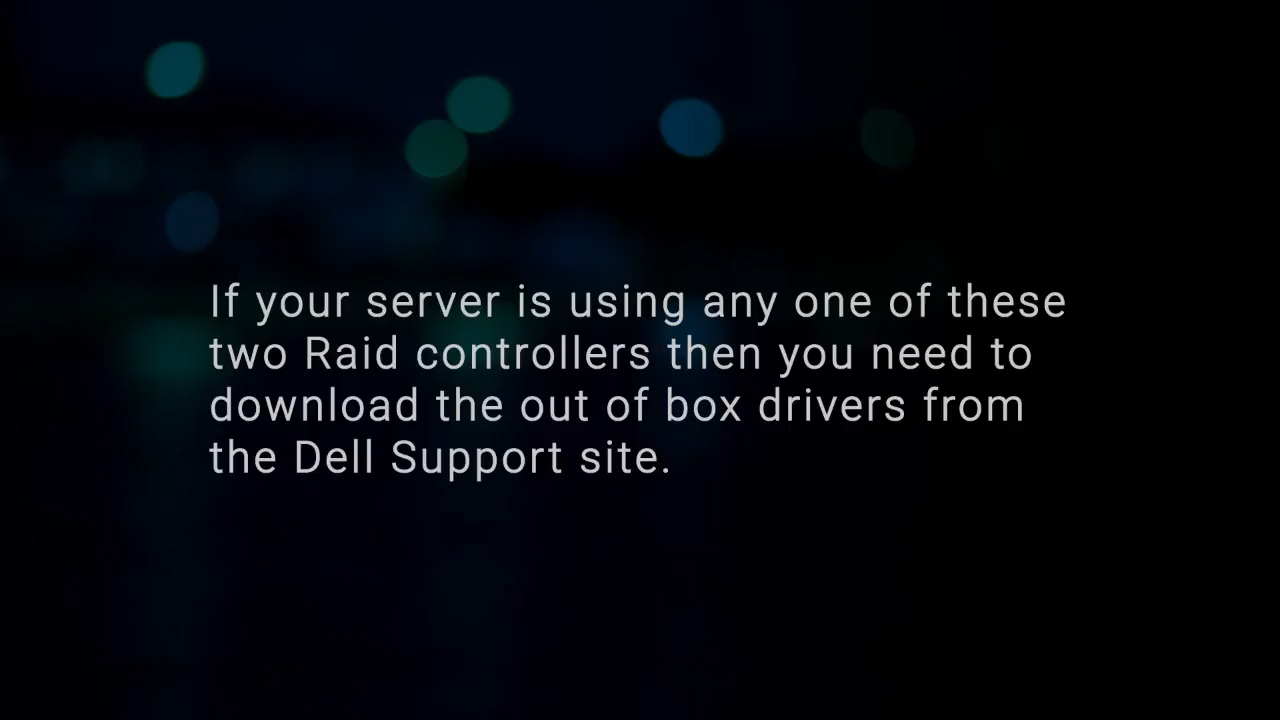 If your server is using any one of these
two Raid controllers then you need to
download the out of box drivers from
the Dell Support site.